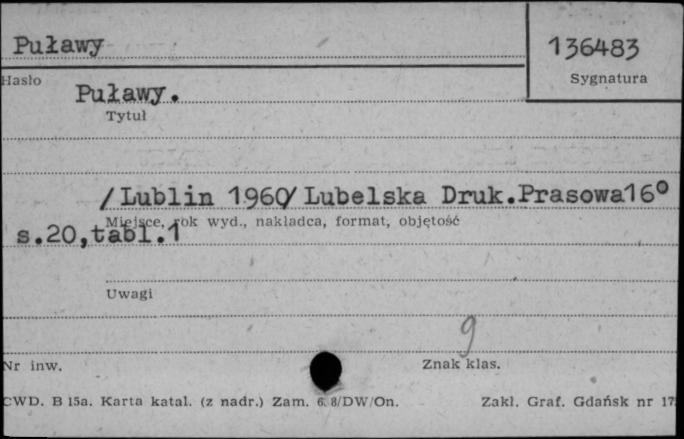 Puławy
136483
Hasło
Sygnatura
Puławy.
Tytuł
/Lublin 1960/ Lubelska Druk.Prasowa16°
Miejsce, rok wyd., nakładca, format, objętość
s.20,tabl.1
Uwagi
9
Nr inw.
Znak klas.
CWD. B 15a. Karta katal. (z nadr.) Zam. 6. 8/DW/On.
Zakl. Graf. Gdańsk nr 17